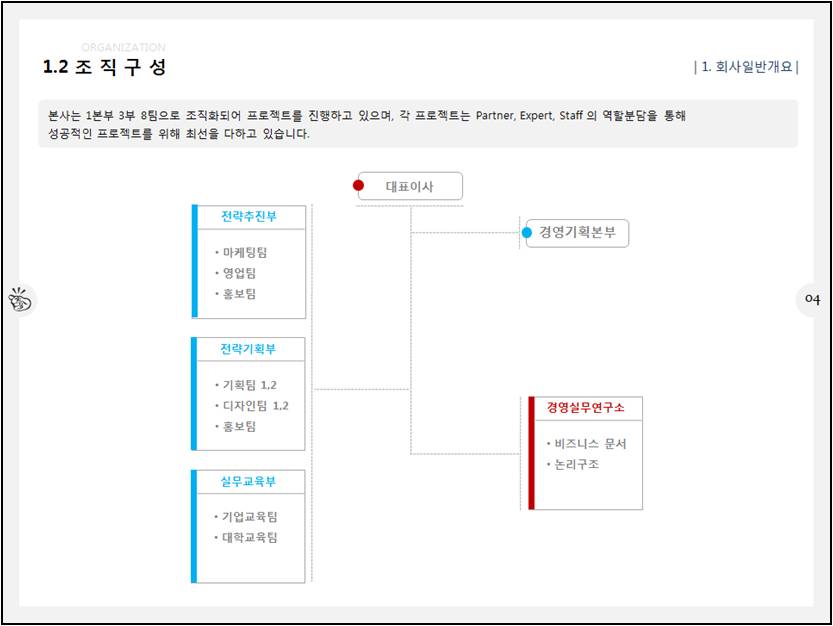 ORGANIZATION
1.2 조 직 구 성
| 1. 회사일반개요 |
본사는 1본부 3부 8팀으로 조직화되어 프로젝트를 진행하고 있으며, 각 프로젝트는 Partner, Expert, Staff 의 역할분담을 통해
성공적인 프로젝트를 위해 최선을 다하고 있습니다.
대표이사
경영기획본부
전략추진부
• 마케팅팀
• 영업팀
• 홍보팀
전략기획부
• 기획팀 1,2
• 디자인팀 1,2
• 홍보팀
실무교육부
• 기업교육팀
• 대학교육팀
경영실무연구소
• 비즈니스 문서
• 논리구조
04